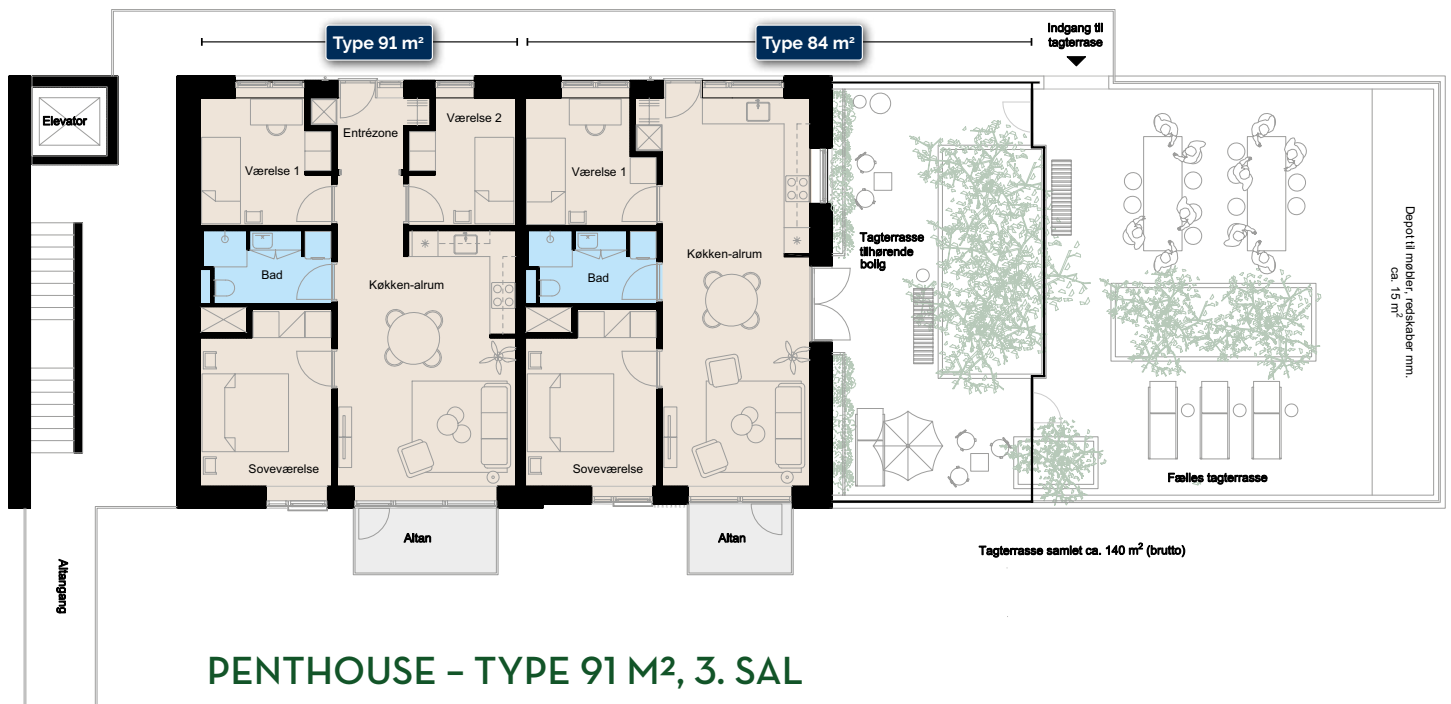 Type 91 m²
Type 84 m²
Indgang til
tagterrase
Elevator
Entrézone
Værelse 2
Værelse 1
Værelse 1
Tagterrasse
tilhørende
bolig
Depot til møbler, redskaber mm.
ca. 15 m²
Bad
Køkken-alrum
Bad
Køkken-alrum
Soveværelse
Soveværelse
Fælles tagterrasse
Altan
Altan
Tagterrasse samlet ca. 140 m² (brutto)
Altangang
PENTHOUSE – TYPE 91 M², 3. SAL